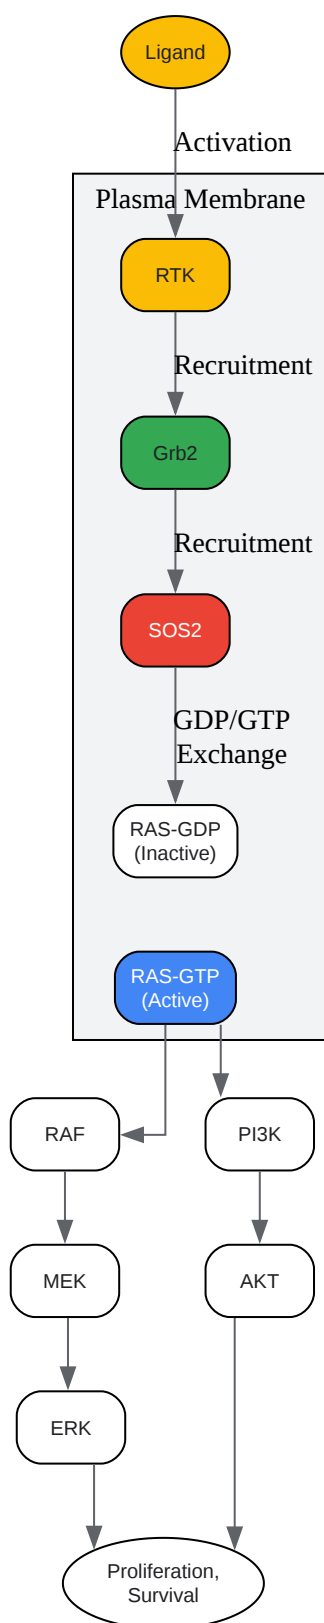 Ligand
Activation
Plasma Membrane
RTK
Recruitment
Grb2
Recruitment
SOS2
GDP/GTP
Exchange
RAS-GDP
(Inactive)
RAS-GTP
(Active)
RAF
PI3K
MEK
AKT
ERK
Proliferation,
Survival